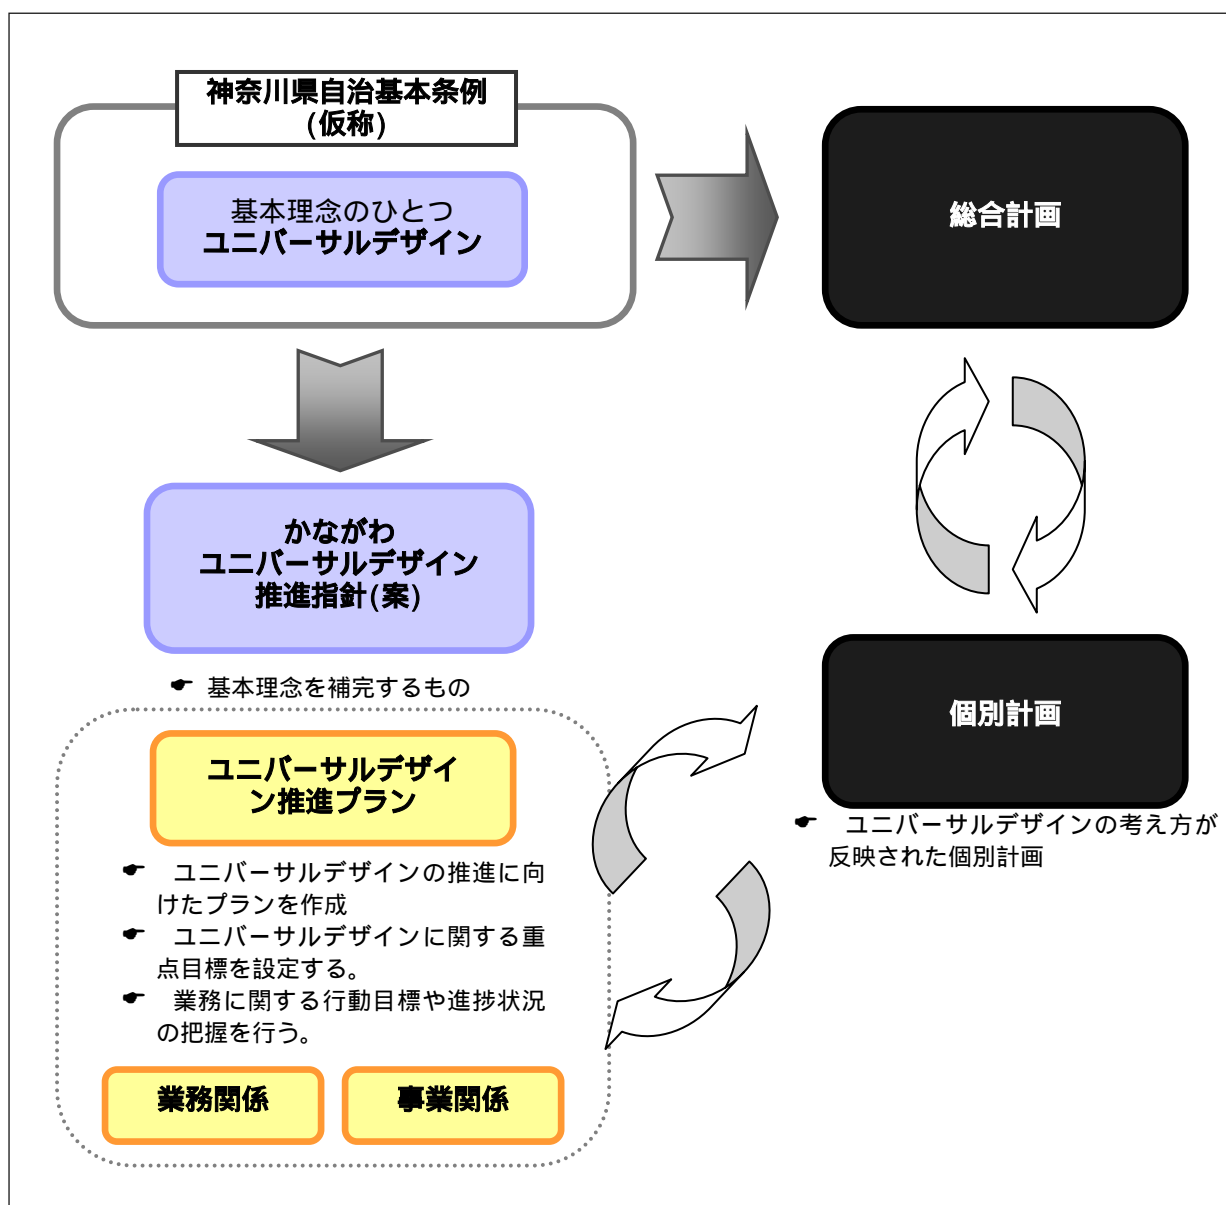 神奈川県自治基本条例
(仮称)
基本理念のひとつ
ユニバーサルデザイン
総合計画
かながわ
ユニバーサルデザイン
推進指針(案)
☛ 基本理念を補完するもの
ユニバーサルデザイ
ン推進プラン
☛ ユニバーサルデザインの推進に向
けたプランを作成
☛ ユニバーサルデザインに関する重
点目標を設定する。
☛ 業務に関する行動目標や進捗状況
の把握を行う。
業務関係
事業関係
個別計画
☛ ユニバーサルデザインの考え方が
反映された個別計画